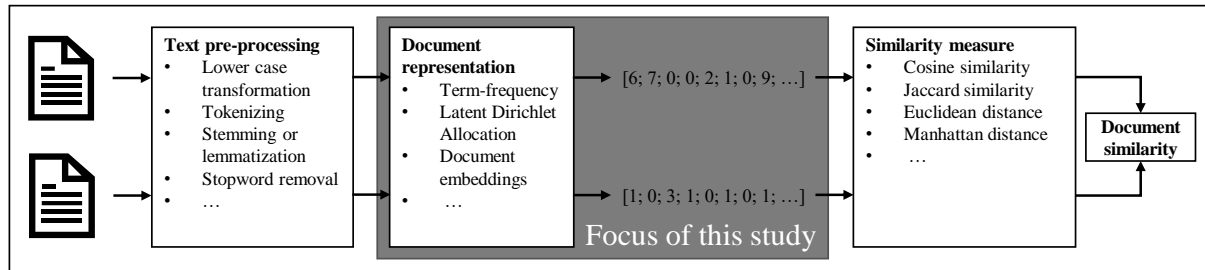 Text pre-processing
• Lower case
transformation
• Tokenizing
• Stemming or
lemmatization
• Stopword removal
• …
Document
representation
• Term-frequency
• Latent Dirichlet
Allocation
• Document
embeddings
• …
[6; 7; 0; 0; 2; 1; 0; 9; …]
[1; 0; 3; 1; 0; 1; 0; 1; …]
Focus of this study
Similarity measure
• Cosine similarity
• Jaccard similarity
• Euclidean distance
• Manhattan distance
• …
Document
similarity